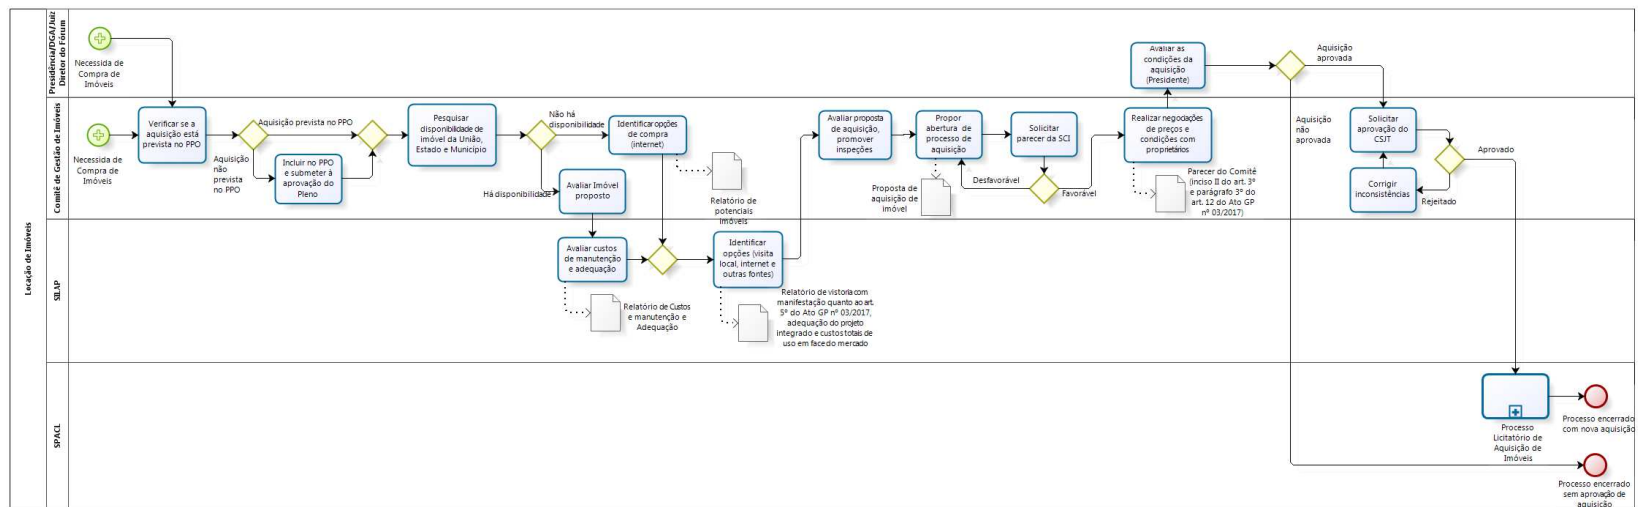 Locação de Imóveis
Presidência/DGA/Juiz
Diretor do Fórum
Necessida de
Compra de
Imóveis
Avaliar as
condições da
aquisição
(Presidente)
Aquisição
aprovada
Aquisição
não
aprovada
Comitê de Gestão de Imóveis
Necessida de
Compra de
Imóveis
Verificar se a
aquisição está
prevista no PPO
Aquisição prevista no PPO
Aquisição
não
prevista
no PPO
Incluir no PPO
e submeter à
aprovação do
Pleno
Pesquisar
disponibilidade de
imóvel da União,
Estado e Município
Não há
disponibilidade
Há disponibilidade
Identificar opções
de compra
(internet)
Relatório de
potenciais
imóveis
Avaliar Imóvel
proposto
Avaliar proposta
de aquisição,
promover
inspeções
Propor
abertura de
processo de
aquisição
Proposta de
aquisição de
imóvel
Solicitar
parecer da SCI
Desfavorável
Favorável
Realizar negodações
de preços e
condições com
proprietários
Parecer do Comitê
(inciso II do art. 3º
e parágrafo 3º do
art. 12 do Ato GP
nº 03/2017)
Solicitar
aprovação do
CSJT
Corrigir
inconsistências
Aprovado
Rejeitado
SILAP
Avaliar custos
de manutenção
e adequação
Relatório de Custos
e manutenção e
Adequação
Identificar
opções (visita
local, internet e
outras fontes)
Relatório de vistoria com
manifestação quanto ao art.
5º do Ato GP nº 03/2017,
adequação do projeto
integrado e custos totais de
uso em face do mercado
SPACL
Processo
Licitatório de
Aquisição de
Imóveis
Processo encerrado
com nova aquisição
Processo encerrado
sem aprovação de
aquisição